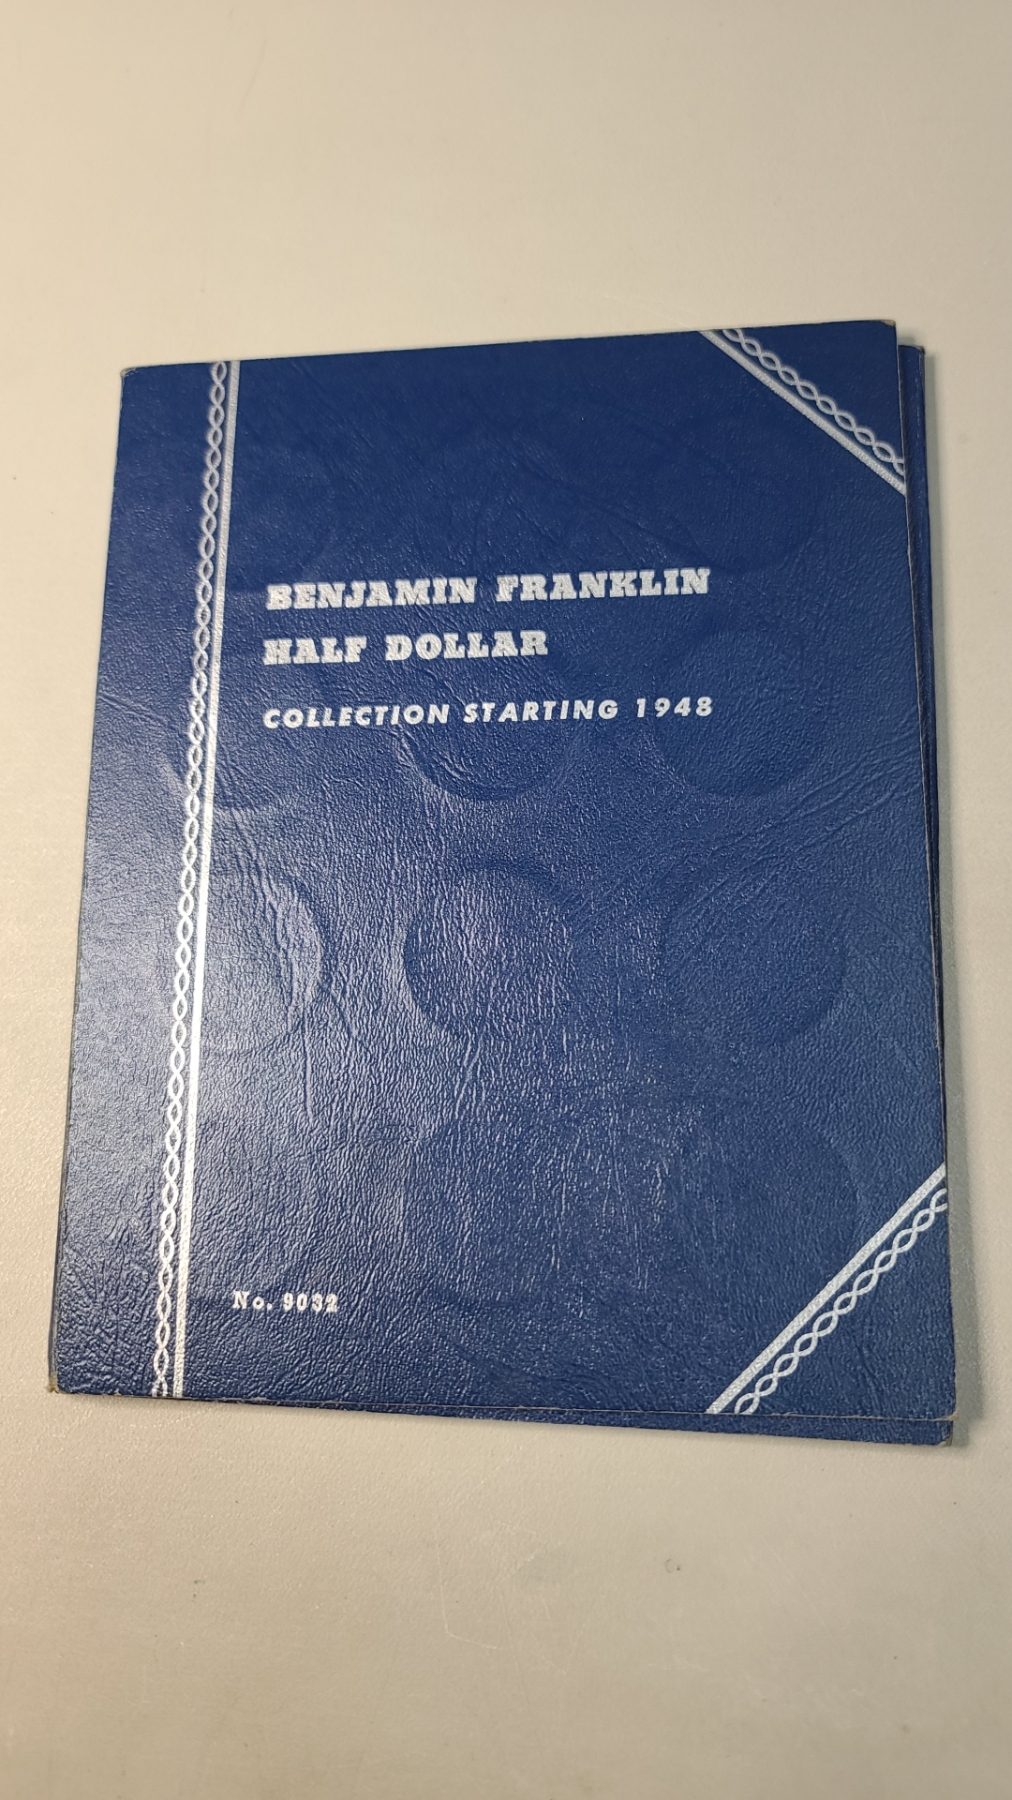 BENJAMIN FRANKLIN
HALF DOLLAR
COLLECTION STARTING 1948
No. 9032